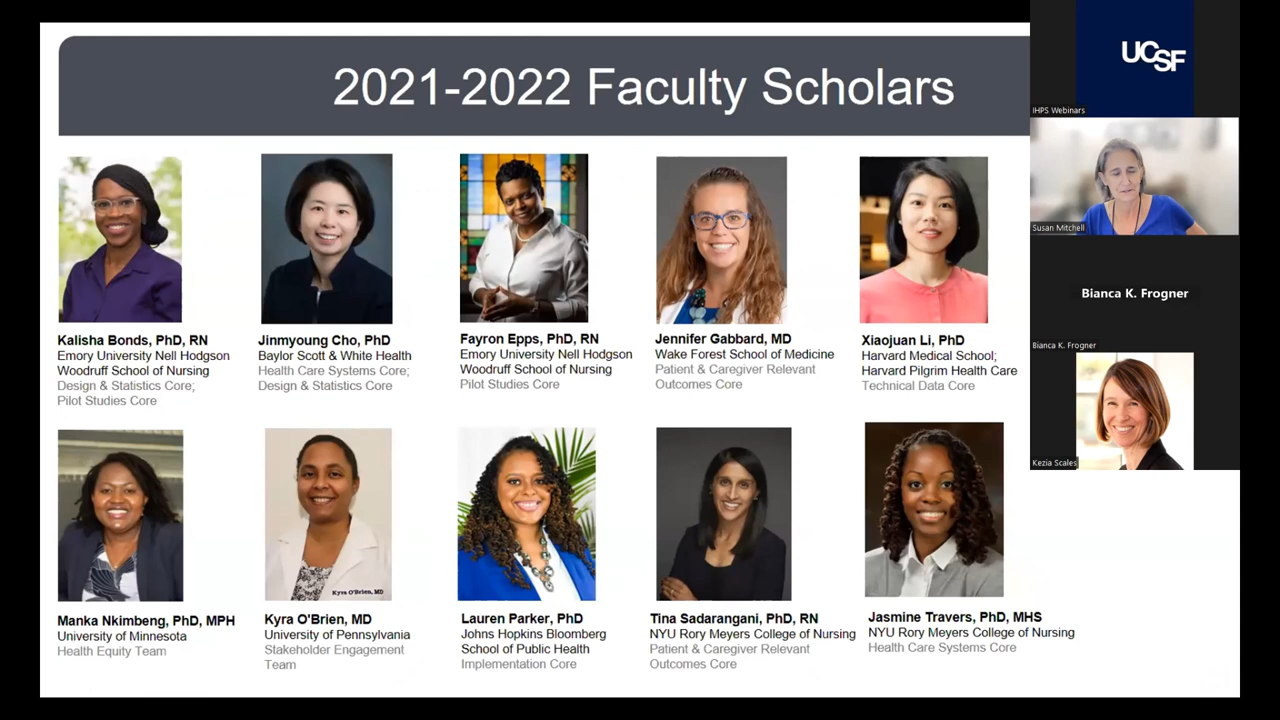 2021-2022 Faculty Scholars
Kalisha Bonds, PhD, RN
Emory University Nell Hodgson
Woodruff School of Nursing
Design & Statistics Core;
Pilot Studies Core
Jinmyoung Cho, PhD
Baylor Scott & White Health
Health Care Systems Core;
Design & Statistics Core
Fayron Epps, PhD, RN
Emory University Nell Hodgson
Woodruff School of Nursing
Pilot Studies Core
Jennifer Gabbard, MD
Wake Forest School of Medicine
Patient & Caregiver Relevant
Outcomes Core
Xiaojuan Li, PhD
Harvard Medical School;
Harvard Pilgrim Health Care
Technical Data Core
Kyra O'Brien, MD
Manka Nkimbeng, PhD, MPH
University of Minnesota
Health Equity Team
Kyra O'Brien, MD
University of Pennsylvania
Stakeholder Engagement
Team
Lauren Parker, PhD
Johns Hopkins Bloomberg
School of Public Health
Implementation Core
Tina Sadarangani, PhD, RN
NYU Rory Meyers College of Nursing
Patient & Caregiver Relevant
Outcomes Core
Jasmine Travers, PhD, MHS
NYU Rory Meyers College of Nursing
Health Care Systems Core
UCSF
IHPS Webinars
Susan Mitchell
Bianca K. Frogner
Bianca K. Frogner
Kezia Scales